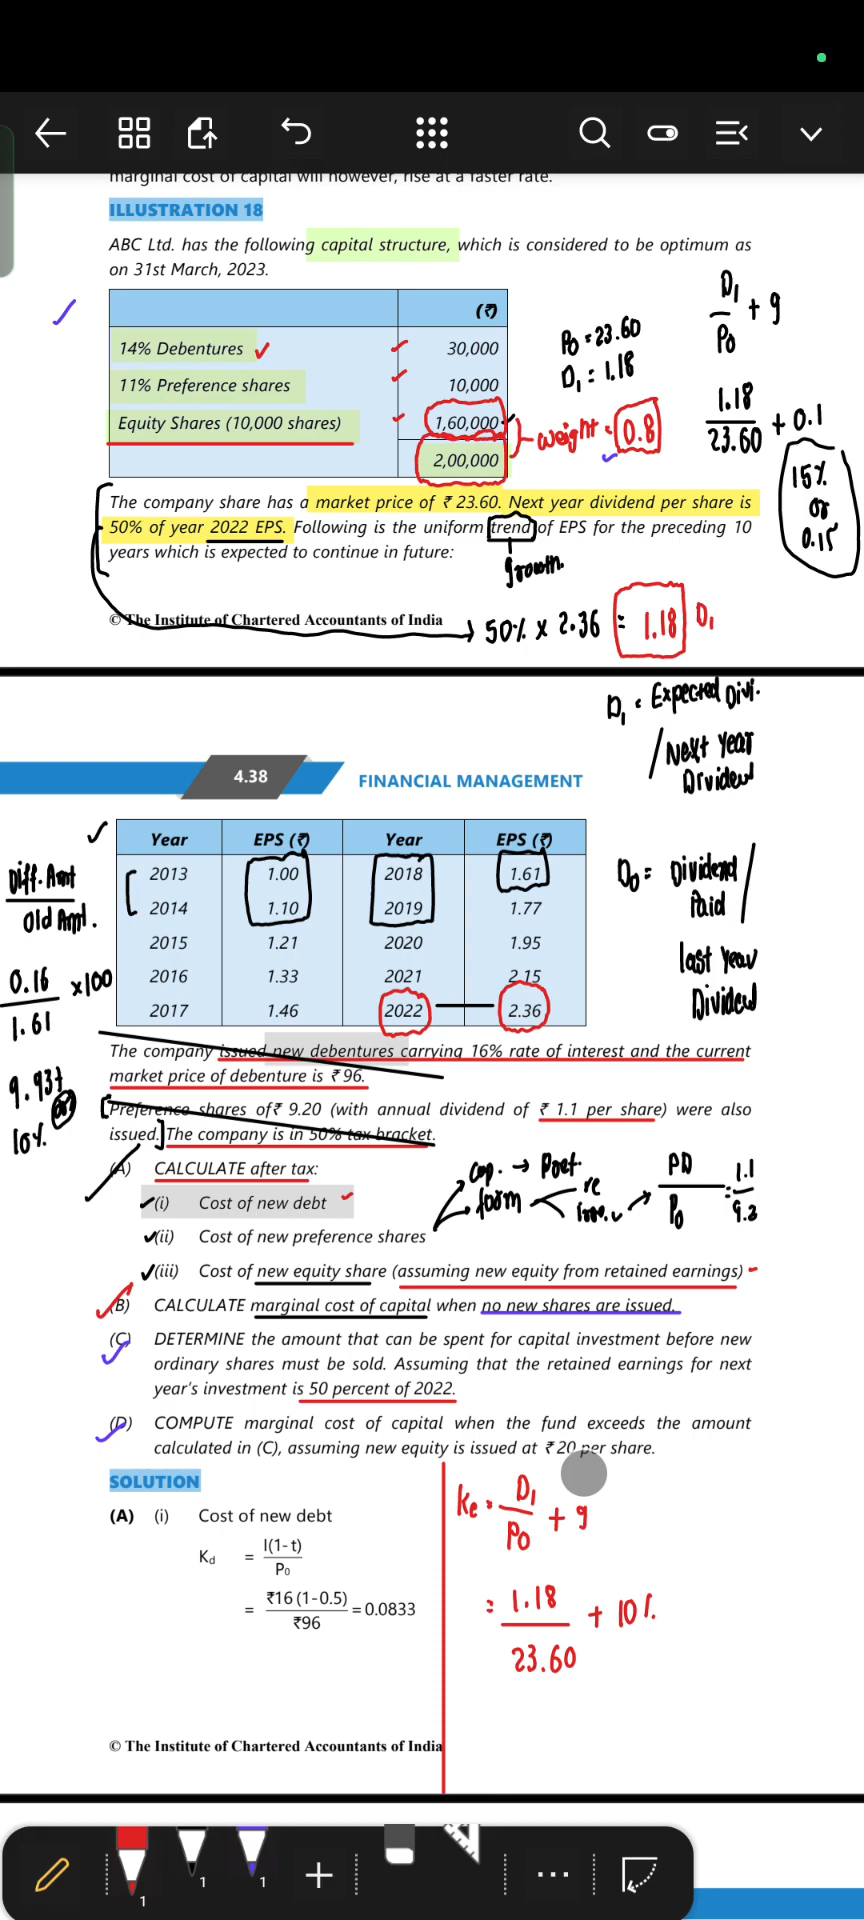 marginal cost of capital will however, rise at a faster rate.
ILLUSTRATION 18
ABC Ltd. has the following capital structure, which is considered to be optimum as
on 31st March, 2023.
(₹)
14% Debentures 30,000
11% Preference shares 10,000
Equity Shares (10,000 shares) 1,60,000
2,00,000
weight = 0.8
P0 = 23.60
D1 = 1.18
D1
P0 + g
1.18
23.60 + 0.1
15%
or
0.15
The company share has a market price of ₹ 23.60. Next year dividend per share is
50% of year 2022 EPS. Following is the uniform trend of EPS for the preceding 10
years which is expected to continue in future:
growth.
© The Institute of Chartered Accountants of India
50% x 2.36 = 1.18 D1
D1 = Expected Divi.
/ Next Year
Dividend
4.38 FINANCIAL MANAGEMENT
Year EPS (₹) Year EPS (₹)
2013 1.00 2018 1.61
2014 1.10 2019 1.77
2015 1.21 2020 1.95
2016 1.33 2021 2.15
2017 1.46 2022 2.36
Diff. Amt
Old Amt.
0.16 x100
1.61
9.93%
or
10%
D0 = Dividend /
Paid
last Year
Dividend
The company issued new debentures carrying 16% rate of interest and the current
market price of debenture is ₹ 96.
Preference shares of ₹ 9.20 (with annual dividend of ₹ 1.1 per share) were also
issued. The company is in 50% tax bracket.
(A) CALCULATE after tax:
(i) Cost of new debt
(ii) Cost of new preference shares
(iii) Cost of new equity share (assuming new equity from retained earnings)
Cap. → Pref.
form re
PD = 1.1
P0 9.2
(B) CALCULATE marginal cost of capital when no new shares are issued.
(C) DETERMINE the amount that can be spent for capital investment before new
ordinary shares must be sold. Assuming that the retained earnings for next
year's investment is 50 percent of 2022.
(D) COMPUTE marginal cost of capital when the fund exceeds the amount
calculated in (C), assuming new equity is issued at ₹ 20 per share.
SOLUTION
(A) (i) Cost of new debt
Kd = I(1-t)
P0
= ₹16 (1-0.5) = 0.0833
₹96
Ke = D1 + g
P0
= 1.18 + 10%
23.60
© The Institute of Chartered Accountants of India
1
1
1